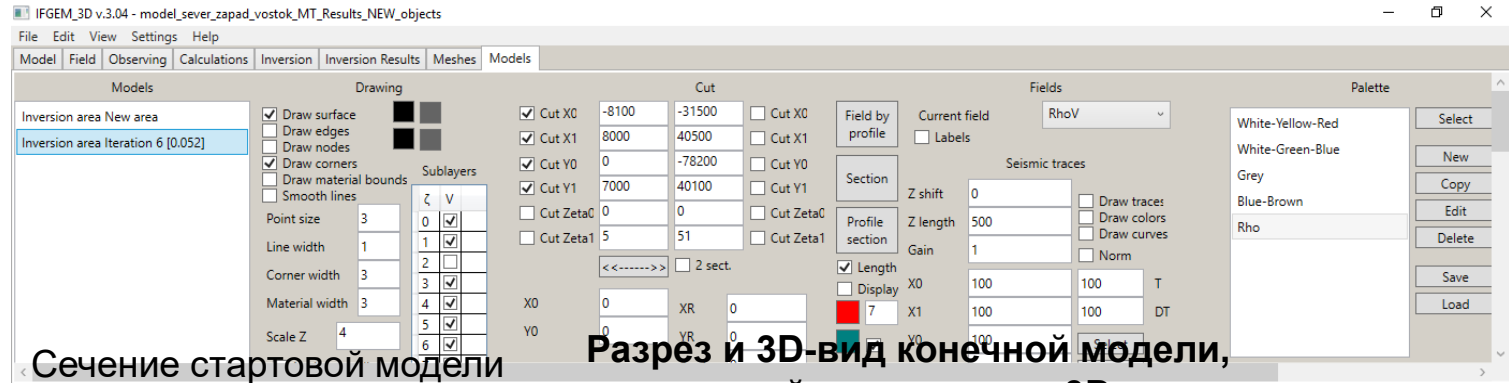 IFGEM_3D v.3.04 - model_sever_zapad_vostok_MT_Results_NEW_objects
File Edit View Settings Help
Model Field Observing Calculations Inversion Inversion Results Meshes Models
Models
Inversion area New area
Inversion area Iteration 6 [0.052]
Drawing
Draw surface
Draw edges
Draw nodes
Draw corners
Draw material bounds
Smooth lines
Point size 3
Line width 1
Corner width 3
Material width 3
Scale Z 4
Sublayers
ζ V
0
1
2
3
4
5
6
Cut
Cut X0 -8100 -31500 Cut X0
Cut X1 8000 40500 Cut X1
Cut Y0 0 -78200 Cut Y0
Cut Y1 7000 40100 Cut Y1
Cut Zeta0 0 0 Cut Zeta0
Cut Zeta1 5 51 Cut Zeta1
<<------>> 2 sect.
X0 0 XR 0
Y0 0 YR 0
Field by
profile
Section
Profile
section
Length
Display
7
Fields
Current field RhoV
Labels
Seismic traces
Z shift 0
Z length 500
Gain 1
Draw traces
Draw colors
Draw curves
Norm
X0 100 100 T
X1 100 100 DT
Y0 100 Select
Palette
White-Yellow-Red
White-Green-Blue
Grey
Blue-Brown
Rho
Select
New
Copy
Edit
Delete
Save
Load
Сечение стартовой модели
Разрез и 3D-вид конечной модели,